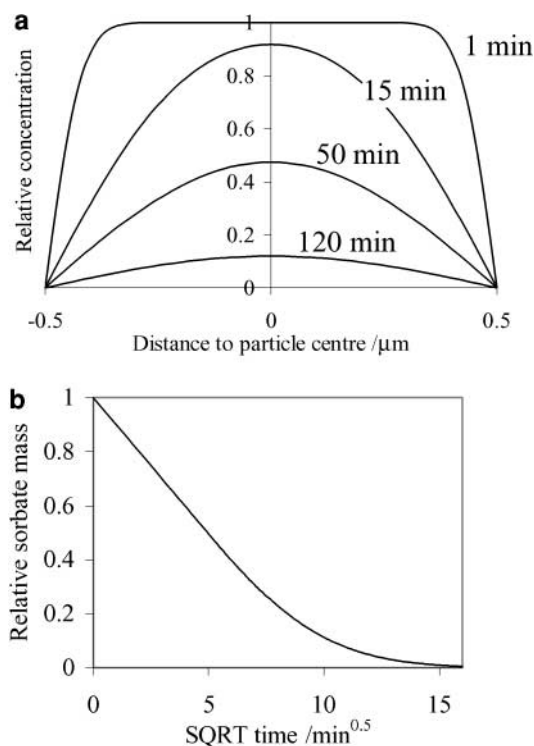 a
Relative concentration
1
0.8
0.6
0.4
0.2
0
1 min
15 min
50 min
120 min
-0.5
0
0.5
Distance to particle centre /µm
b
Relative sorbate mass
1
0.8
0.6
0.4
0.2
0
0
5
10
15
SQRT time /min^0.5